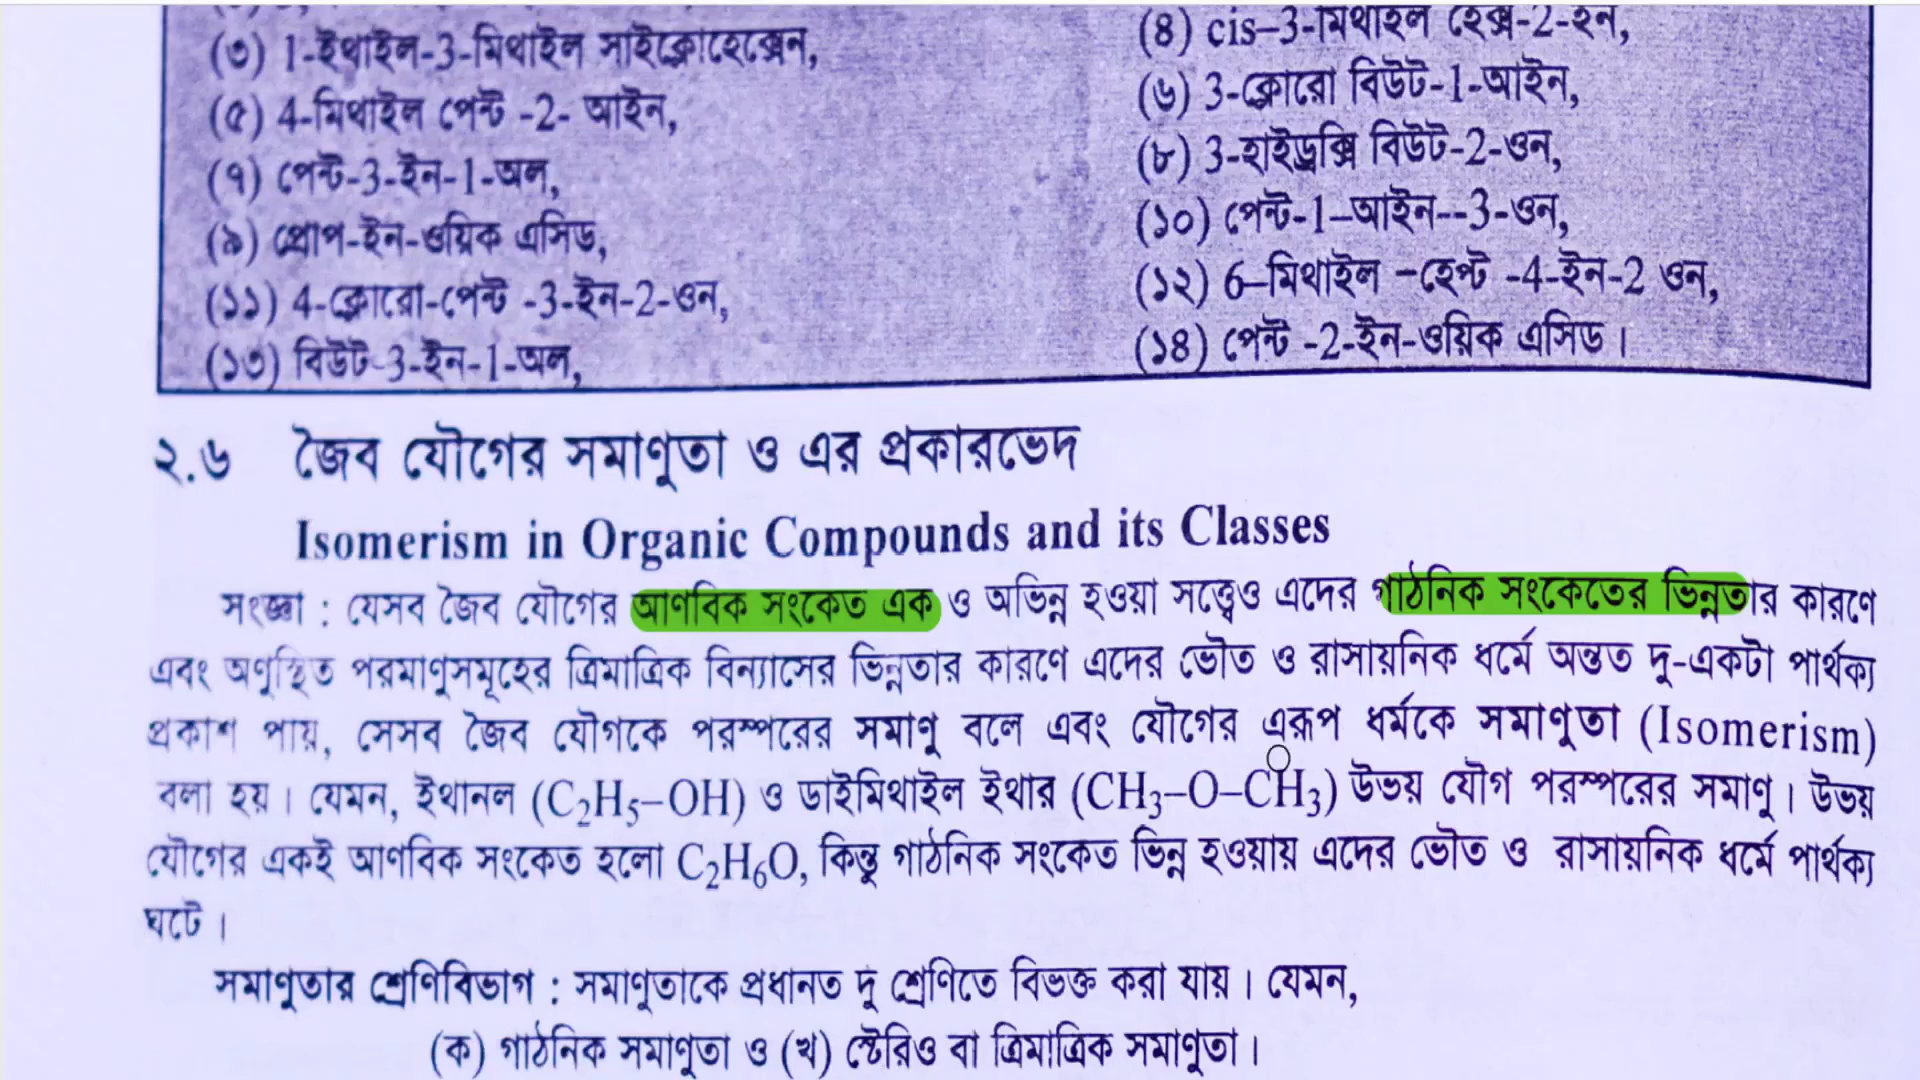 (৩) 1-ইথাইল-3-মিথাইল সাইক্লোহেক্সেন,
(৪) cis–3-মিথাইল হেক্স-2-ইন,
(৫) 4-মিথাইল পেন্ট -2- আইন,
(৬) 3-ক্লোরো বিউট-1-আইন,
(৭) পেন্ট-3-ইন-1-অল,
(৮) 3-হাইড্রক্সি বিউট-2-ওন,
(৯) প্রোপ-ইন-ওয়িক এসিড,
(১০) পেন্ট-1–আইন--3-ওন,
(১১) 4-ক্লোরো-পেন্ট -3-ইন-2-ওন,
(১২) 6–মিথাইল –হেপ্ট -4-ইন-2 ওন,
(১৩) বিউট-3-ইন-1-অল,
(১৪) পেন্ট -2-ইন-ওয়িক এসিড।
২.৬ জৈব যৌগের সমাণুতা ও এর প্রকারভেদ
Isomerism in Organic Compounds and its Classes
সংজ্ঞা : যেসব জৈব যৌগের আণবিক সংকেত এক ও অভিন্ন হওয়া সত্ত্বেও এদের গাঠনিক সংকেতের ভিন্নতার কারণে
এবং অণুস্থিত পরমাণুসমূহের ত্রিমাত্রিক বিন্যাসের ভিন্নতার কারণে এদের ভৌত ও রাসায়নিক ধর্মে অন্তত দু-একটা পার্থক্য
প্রকাশ পায়, সেসব জৈব যৌগকে পরস্পরের সমাণু বলে এবং যৌগের এরূপ ধর্মকে সমাণুতা (Isomerism)
বলা হয়। যেমন, ইথানল (C₂H₅–OH) ও ডাইমিথাইল ইথার (CH₃–O–CH₃) উভয় যৌগ পরস্পরের সমাণু। উভয়
যৌগের একই আণবিক সংকেত হলো C₂H₆O, কিন্তু গাঠনিক সংকেত ভিন্ন হওয়ায় এদের ভৌত ও রাসায়নিক ধর্মে পার্থক্য
ঘটে।
সমাণুতার শ্রেণিবিভাগ : সমাণুতাকে প্রধানত দু শ্রেণিতে বিভক্ত করা যায়। যেমন,
(ক) গাঠনিক সমাণুতা ও (খ) স্টেরিও বা ত্রিমাত্রিক সমাণুতা।